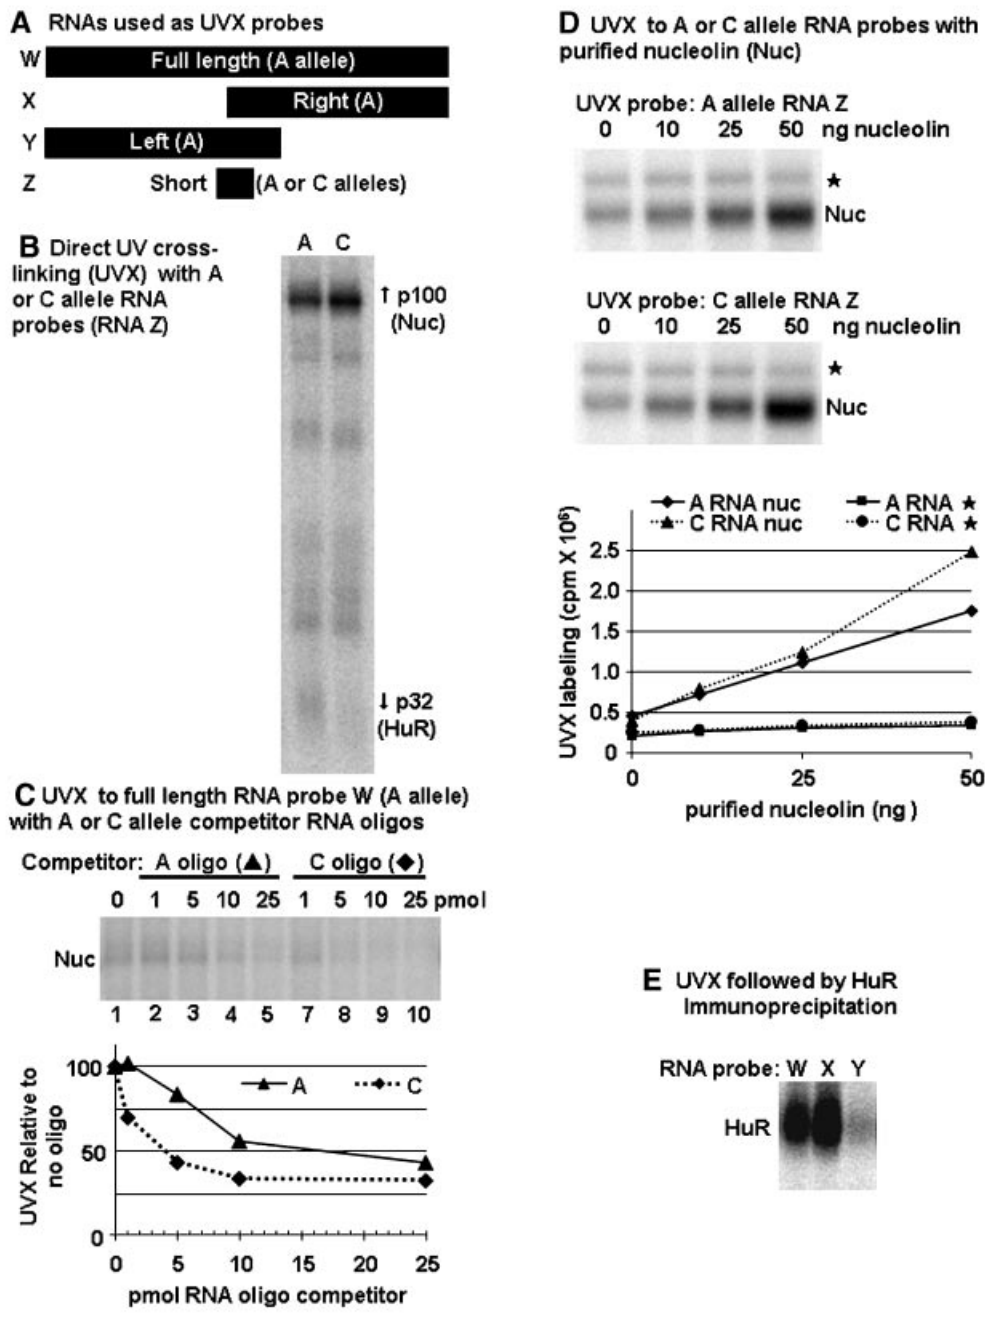 A RNAs used as UVX probes
W Full length (A allele)
X Right (A)
Y Left (A)
Z Short (A or C alleles)
B Direct UV cross-
linking (UVX) with A
or C allele RNA
probes (RNA Z)
A C
↑ p100
(Nuc)
↓ p32
(HuR)
C UVX to full length RNA probe W (A allele)
with A or C allele competitor RNA oligos
Competitor: A oligo (▲) C oligo (◆)
0 1 5 10 25 1 5 10 25 pmol
Nuc
1 2 3 4 5 7 8 9 10
UVX Relative to
no oligo
100
50
0
▲ A ◆ C
0 5 10 15 20 25
pmol RNA oligo competitor
D UVX to A or C allele RNA probes with
purified nucleolin (Nuc)
UVX probe: A allele RNA Z
0 10 25 50 ng nucleolin
★
Nuc
UVX probe: C allele RNA Z
0 10 25 50 ng nucleolin
★
Nuc
A RNA nuc A RNA ★
C RNA nuc C RNA ★
UVX labeling (cpm X 10⁶)
2.5
2.0
1.5
1.0
0.5
0
0 25 50
purified nucleolin (ng )
E UVX followed by HuR
Immunoprecipitation
RNA probe: W X Y
HuR